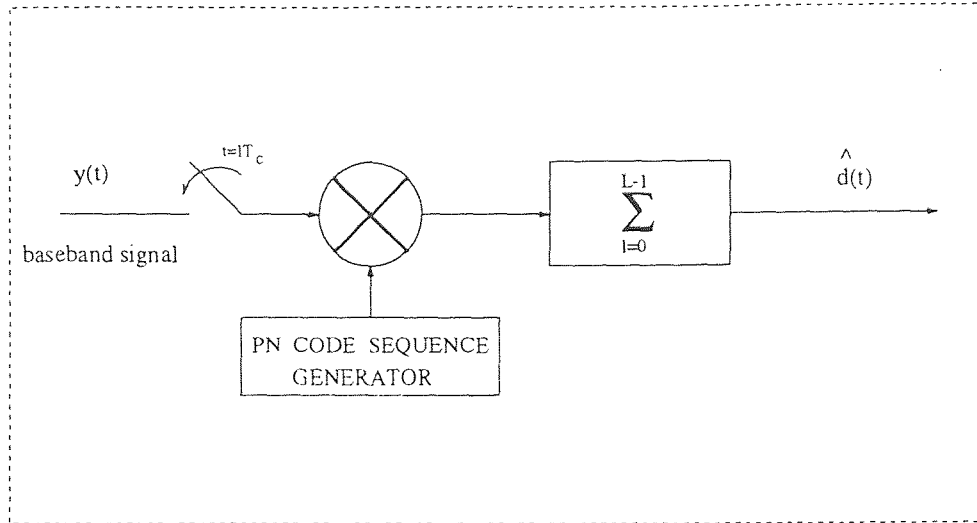 y(t)
t=lT_c
baseband signal
PN CODE SEQUENCE
GENERATOR
L-1
∑
l=0
^
d(t)